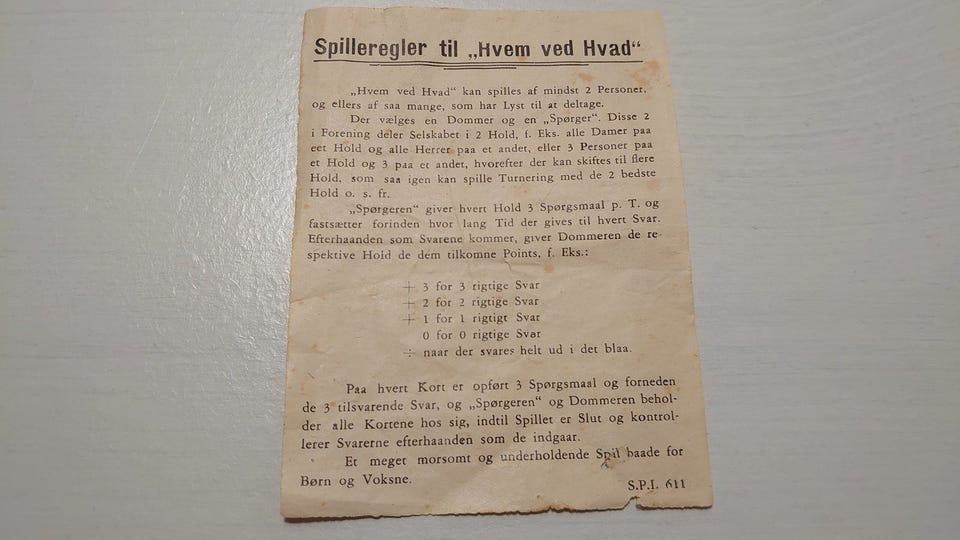 Spilleregler til „Hvem ved Hvad“
„Hvem ved Hvad“ kan spilles af mindst 2 Personer,
og ellers af saa mange, som har Lyst til at deltage.
Der vælges en Dommer og en „Spørger“. Disse 2
i Forening deler Selskabet i 2 Hold, f. Eks. alle Damer paa
eet Hold og alle Herrer paa et andet, eller 3 Personer paa
et Hold og 3 paa et andet, hvorefter der kan skiftes til flere
Hold, som saa igen kan spille Turnering med de 2 bedste
Hold o. s. fr.
„Spørgeren“ giver hvert Hold 3 Spørgsmaal p. T. og
fastsætter forinden hvor lang Tid der gives til hvert Svar.
Efterhaanden som Svarene kommer, giver Dommeren de re-
spektive Hold de dem tilkomne Points, f. Eks.:
+ 3 for 3 rigtige Svar
+ 2 for 2 rigtige Svar
+ 1 for 1 rigtigt Svar
0 for 0 rigtige Svar
÷ naar der svares helt ud i det blaa.
Paa hvert Kort er opført 3 Spørgsmaal og forneden
de 3 tilsvarende Svar, og „Spørgeren“ og Dommeren behol-
der alle Kortene hos sig, indtil Spillet er Slut og kontrol-
lerer Svarerne efterhaanden som de indgaar.
Et meget morsomt og underholdende Spil baade for
Børn og Voksne.
S.P.I. 611